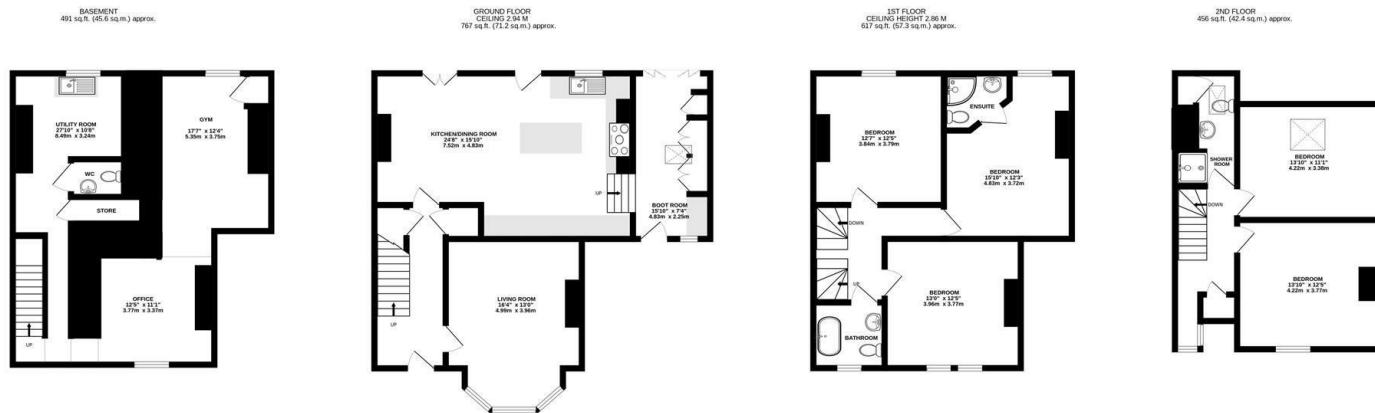 BASEMENT
491 sq.ft. (45.6 sq.m.) approx.
UTILITY ROOM
27'10" x 10'8"
8.49m x 3.24m
GYM
17'7" x 12'4"
5.35m x 3.75m
WC
STORE
OFFICE
12'5" x 11'1"
3.77m x 3.37m
UP
GROUND FLOOR
CEILING 2.94 M
767 sq.ft. (71.2 sq.m.) approx.
KITCHEN/DINING ROOM
24'8" x 15'10"
7.52m x 4.83m
UP
BOOT ROOM
15'10" x 7'4"
4.83m x 2.25m
LIVING ROOM
16'4" x 13'0"
4.99m x 3.96m
UP
1ST FLOOR
CEILING HEIGHT 2.86 M
617 sq.ft. (57.3 sq.m.) approx.
BEDROOM
12'7" x 12'5"
3.84m x 3.79m
ENSUITE
BEDROOM
15'10" x 12'3"
4.83m x 3.72m
DOWN
UP
BEDROOM
13'0" x 12'5"
3.96m x 3.77m
BATHROOM
2ND FLOOR
456 sq.ft. (42.4 sq.m.) approx.
SHOWER
ROOM
BEDROOM
13'10" x 11'1"
4.22m x 3.38m
DOWN
BEDROOM
13'10" x 12'5"
4.22m x 3.77m